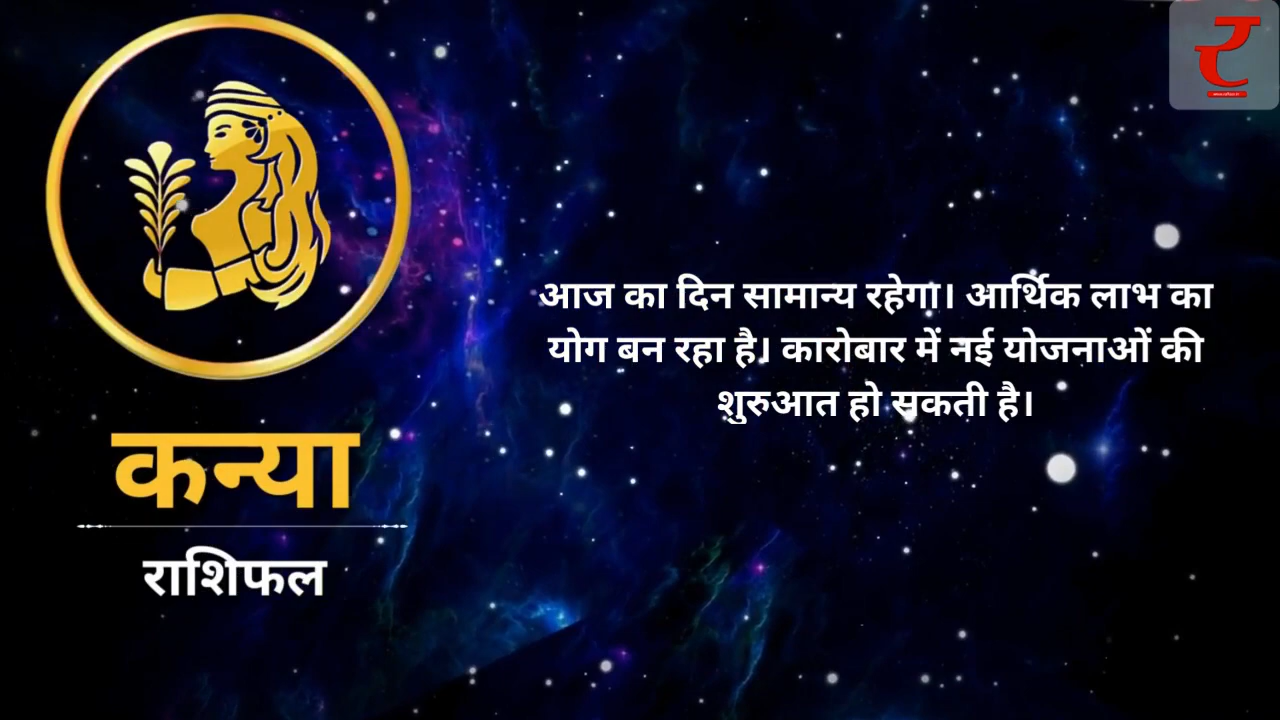 कन्या
राशिफल
आज का दिन सामान्य रहेगा। आर्थिक लाभ का
योग बन रहा है। कारोबार में नई योजनाओं की
शुरुआत हो सकती है।
र